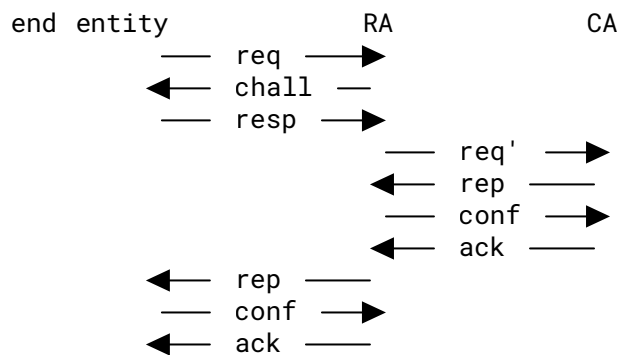 end entity RA CA
req
chall
resp
req'
rep
conf
ack
rep
conf
ack